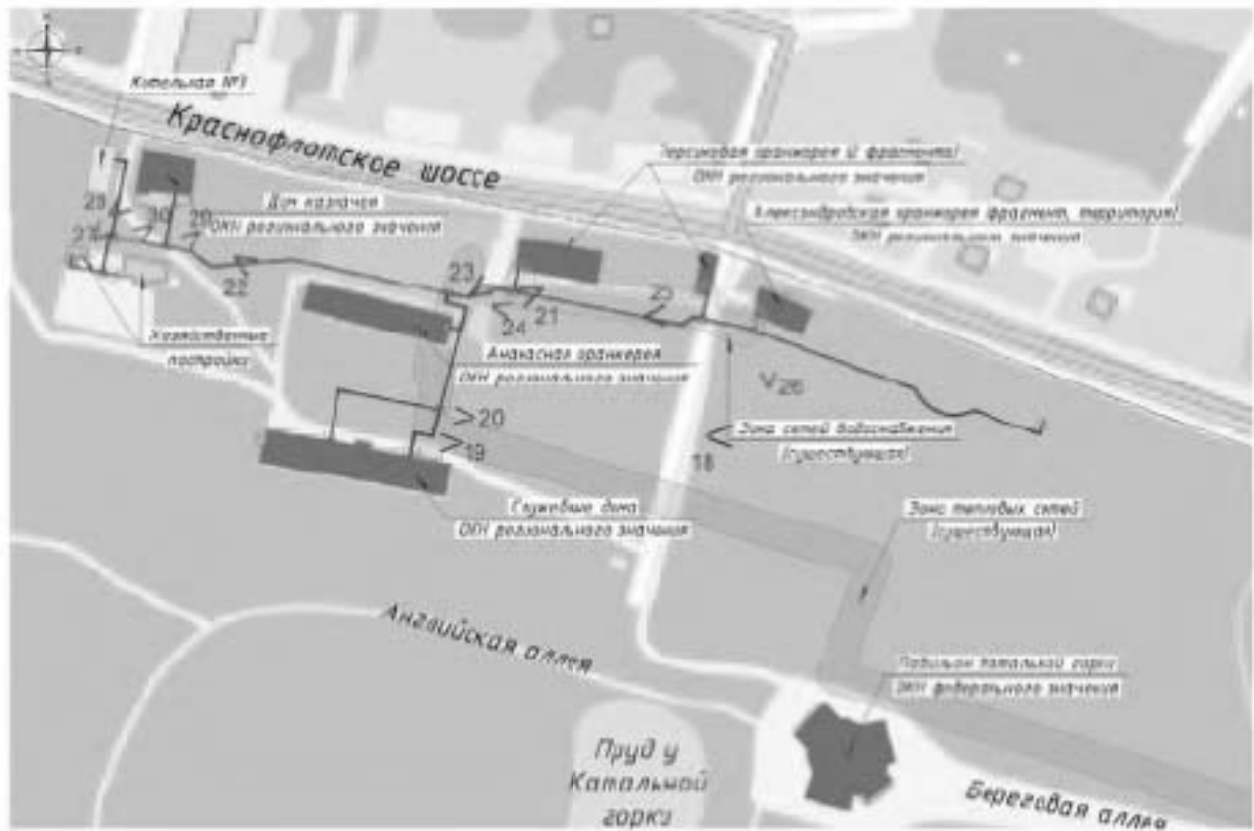 Котельная №1
Краснофлотское шоссе
Персиковая оранжерея (2 фрагмента)
ОКН регионального значения
Дом казначея
ОКН регионального значения
Александровская оранжерея фрагмент, территория)
ОКН регионального значения
28
30
29
27
22
23
24
21
Хозяйственные
постройки
Ананасная оранжерея
ОКН регионального значения
26
20
19
18
Зона сетей водоснабжения
(существующая)
Служебные дома
ОКН регионального значения
Зона тепловых сетей
(существующая)
Английская аллея
Павильон катальной горки
ОКН федерального значения
Пруд у
Катальной
горки
Береговая аллея